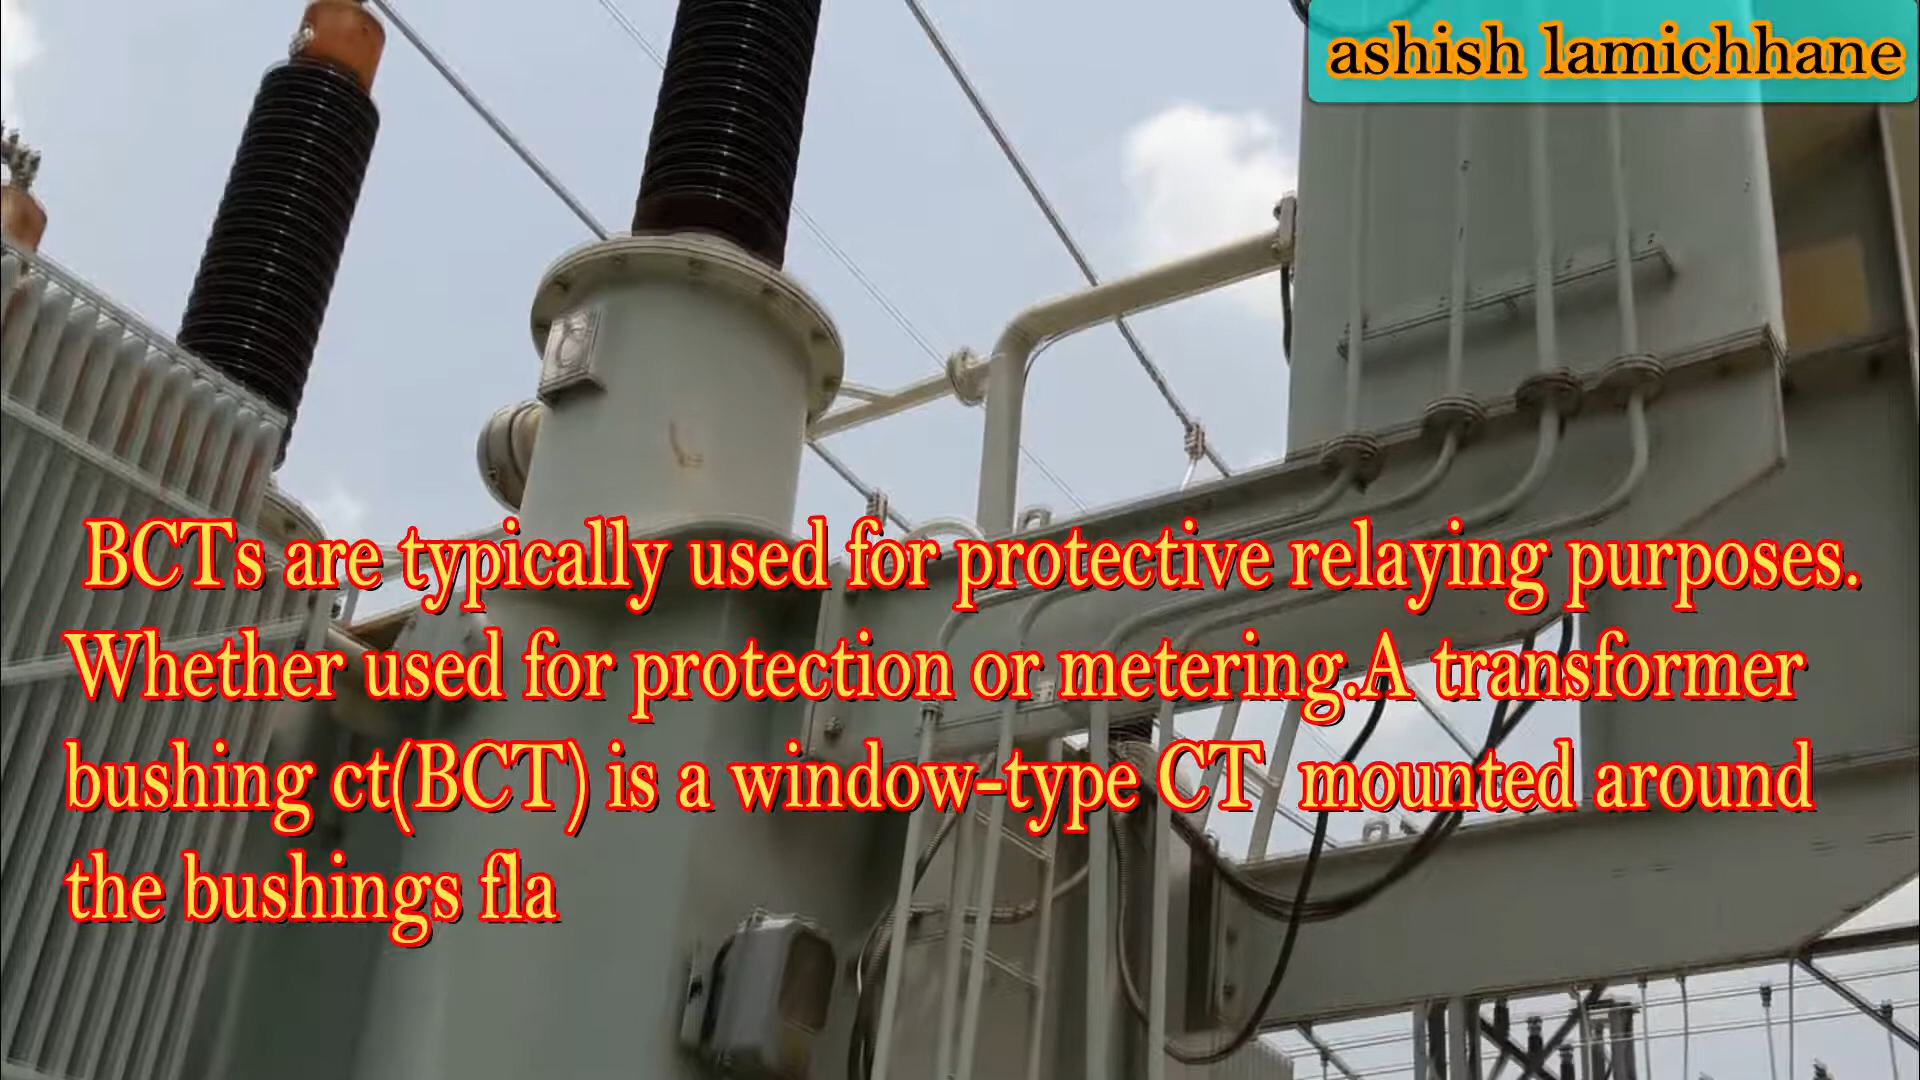 ashish lamichhane
BCTs are typically used for protective relaying purposes.
Whether used for protection or metering.A transformer
bushing ct(BCT) is a window-type CT mounted around
the bushings fla